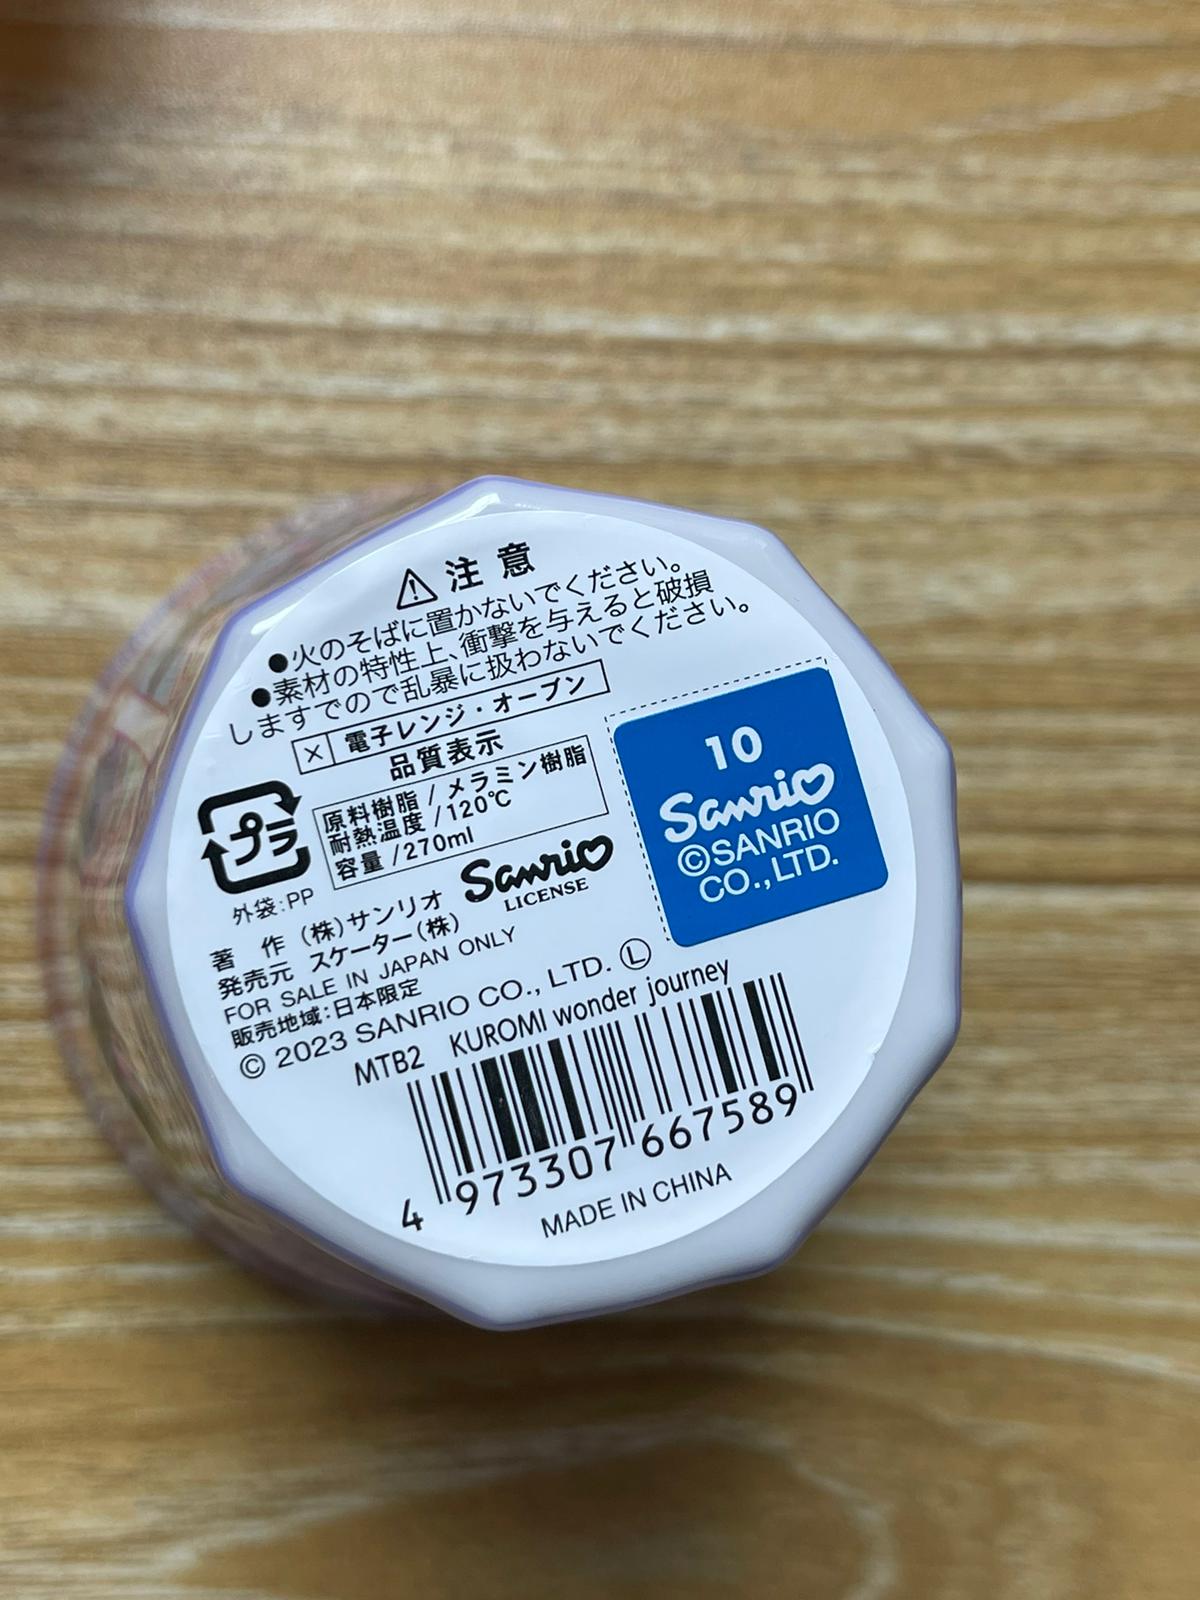 ⚠注意
●火のそばに置かないでください。
●素材の特性上、衝撃を与えると破損
しますでので乱暴に扱わないでください。
× 電子レンジ・オーブン
品質表示
原料樹脂/メラミン樹脂
耐熱温度/120℃
容量/270ml
プラ
外袋:PP
Sanrio
LICENSE
著 作 (株)サンリオ
発売元 スケーター(株)
FOR SALE IN JAPAN ONLY
販売地域:日本限定
© 2023 SANRIO CO., LTD. Ⓛ
MTB2 KUROMI wonder journey
4 973307 667589
MADE IN CHINA
10
Sanrio
©SANRIO
CO.,LTD.